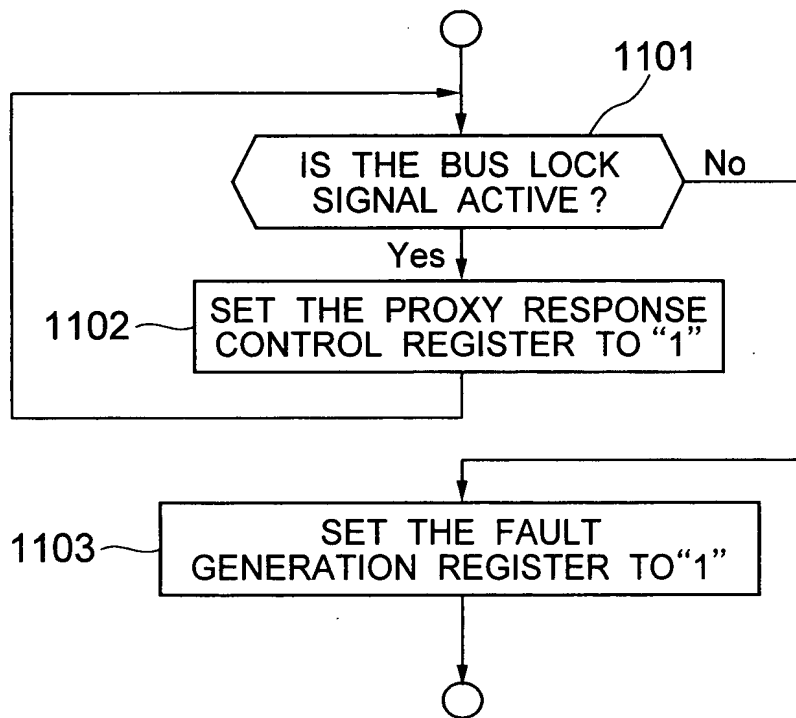 1101
IS THE BUS LOCK
SIGNAL ACTIVE ?
No
Yes
1102
SET THE PROXY RESPONSE
CONTROL REGISTER TO "1"
1103
SET THE FAULT
GENERATION REGISTER TO "1"